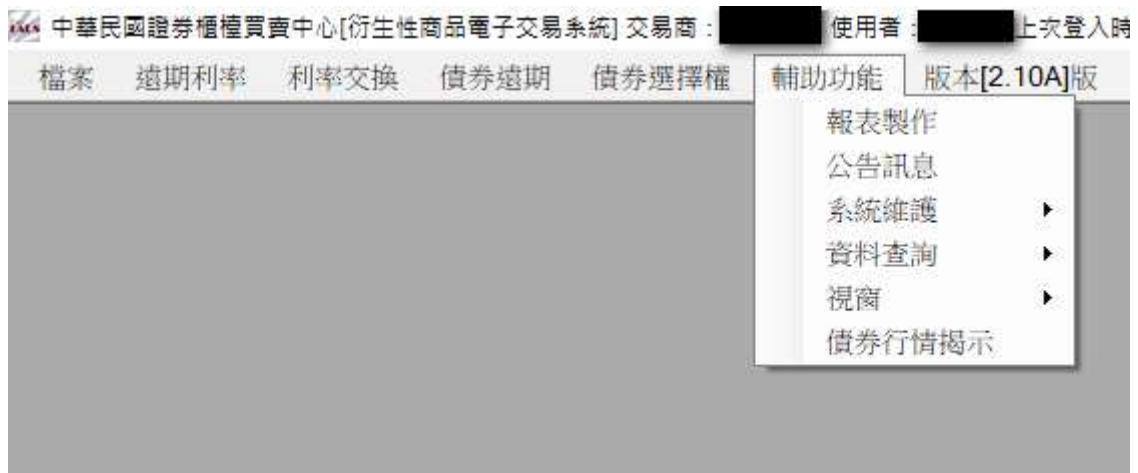 中華民國證券櫃檯買賣中心[衍生性商品電子交易系統] 交易商: 使用者: 上次登入時
檔案 遠期利率 利率交換 債券遠期 債券選擇權 輔助功能 版本[2.10A]版
報表製作
公告訊息
系統維護
資料查詢
視窗
債券行情揭示